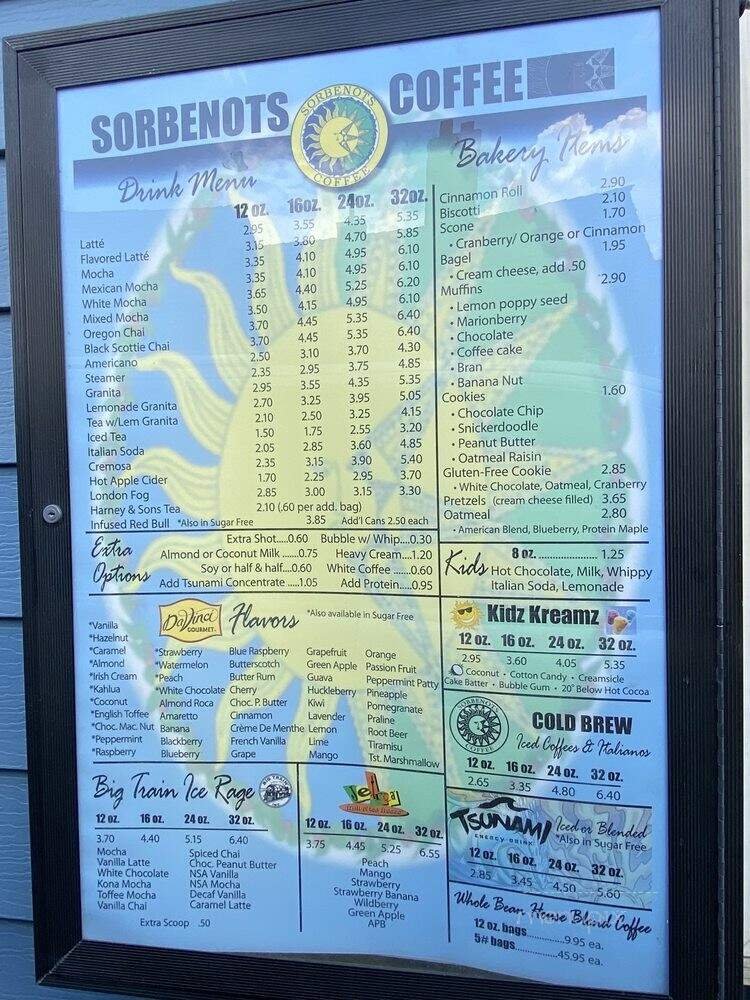 SORBENOTS COFFEE
SORBENOTS COFFEE
Drink Menu
12 oz. 16oz. 24oz. 32oz.
Latté 2.95 3.55 4.35 5.35
Flavored Latté 3.15 3.80 4.70 5.85
Mocha 3.35 4.10 4.95 6.10
Mexican Mocha 3.35 4.10 4.95 6.10
White Mocha 3.65 4.40 5.25 6.20
Mixed Mocha 3.50 4.15 4.95 6.10
Oregon Chai 3.70 4.45 5.35 6.40
Black Scottie Chai 3.70 4.45 5.35 6.40
Americano 2.50 3.10 3.70 4.30
Steamer 2.35 2.95 3.75 4.85
Granita 2.95 3.55 4.35 5.35
Lemonade Granita 2.70 3.25 3.95 5.05
Tea w/Lem Granita 2.10 2.50 3.25 4.15
Iced Tea 1.50 1.75 2.55 3.20
Italian Soda 2.05 2.85 3.60 4.85
Cremosa 2.35 3.15 3.90 5.40
Hot Apple Cider 1.70 2.25 2.95 3.70
London Fog 2.85 3.00 3.15 3.30
Harney & Sons Tea 2.10 (.60 per add. bag)
Infused Red Bull *Also in Sugar Free 3.85 Add'l Cans 2.50 each
Bakery Items
Cinnamon Roll 2.90
Biscotti 2.10
Scone 1.70
• Cranberry/ Orange or Cinnamon
Bagel 1.95
• Cream cheese, add .50
Muffins 2.90
• Lemon poppy seed
• Marionberry
• Chocolate
• Coffee cake
• Bran
• Banana Nut
Cookies 1.60
• Chocolate Chip
• Snickerdoodle
• Peanut Butter
• Oatmeal Raisin
Gluten-Free Cookie 2.85
• White Chocolate, Oatmeal, Cranberry
Pretzels (cream cheese filled) 3.65
Oatmeal 2.80
• American Blend, Blueberry, Protein Maple
Extra Options
Extra Shot.....0.60 Bubble w/ Whip....0.30
Almond or Coconut Milk .......0.75 Heavy Cream....1.20
Soy or half & half....0.60 White Coffee ......0.60
Add Tsunami Concentrate .....1.05 Add Protein.....0.95
Kids 8 oz. ..................... 1.25
Hot Chocolate, Milk, Whippy
Italian Soda, Lemonade
DaVinci GOURMET Flavors *Also available in Sugar Free
*Vanilla
*Hazelnut
*Caramel
*Almond
*Irish Cream
*Kahlua
*Coconut
*English Toffee
*Choc. Mac. Nut
*Peppermint
*Raspberry
*Strawberry
*Watermelon
*Peach
*White Chocolate
Almond Roca
Amaretto
Banana
Blackberry
Blueberry
Blue Raspberry
Butterscotch
Butter Rum
Cherry
Choc. P. Butter
Cinnamon
Crème De Menthe
French Vanilla
Grape
Grapefruit
Green Apple
Guava
Huckleberry
Kiwi
Lavender
Lemon
Lime
Mango
Orange
Passion Fruit
Peppermint Patty
Pineapple
Pomegranate
Praline
Root Beer
Tiramisu
Tst. Marshmallow
Kidz Kreamz
12 oz. 16 oz. 24 oz. 32 oz.
2.95 3.60 4.05 5.35
Coconut • Cotton Candy • Creamsicle
Cake Batter • Bubble Gum • 20° Below Hot Cocoa
SORBENOTS COFFEE
COLD BREW
Iced Coffees & Italianos
12 oz. 16 oz. 24 oz. 32 oz.
2.65 3.35 4.80 6.40
Big Train Ice Rage
BIG TRAIN
12 oz. 16 oz. 24 oz. 32 oz.
3.70 4.40 5.15 6.40
Mocha
Vanilla Latte
White Chocolate
Kona Mocha
Toffee Mocha
Vanilla Chai
Spiced Chai
Choc. Peanut Butter
NSA Vanilla
NSA Mocha
Decaf Vanilla
Caramel Latte
Extra Scoop .50
Jet Tea
12 oz. 16 oz. 24 oz. 32 oz.
3.75 4.45 5.25 6.55
Peach
Mango
Strawberry
Strawberry Banana
Wildberry
Green Apple
APB
TSUNAMI Iced or Blended
ENERGY DRINK *Also in Sugar Free
12 oz. 16 oz. 24 oz. 32 oz.
2.85 3.45 4.50 5.60
Whole Bean House Blend Coffee
12 oz. bags..............9.95 ea.
5# bags...............45.95 ea.